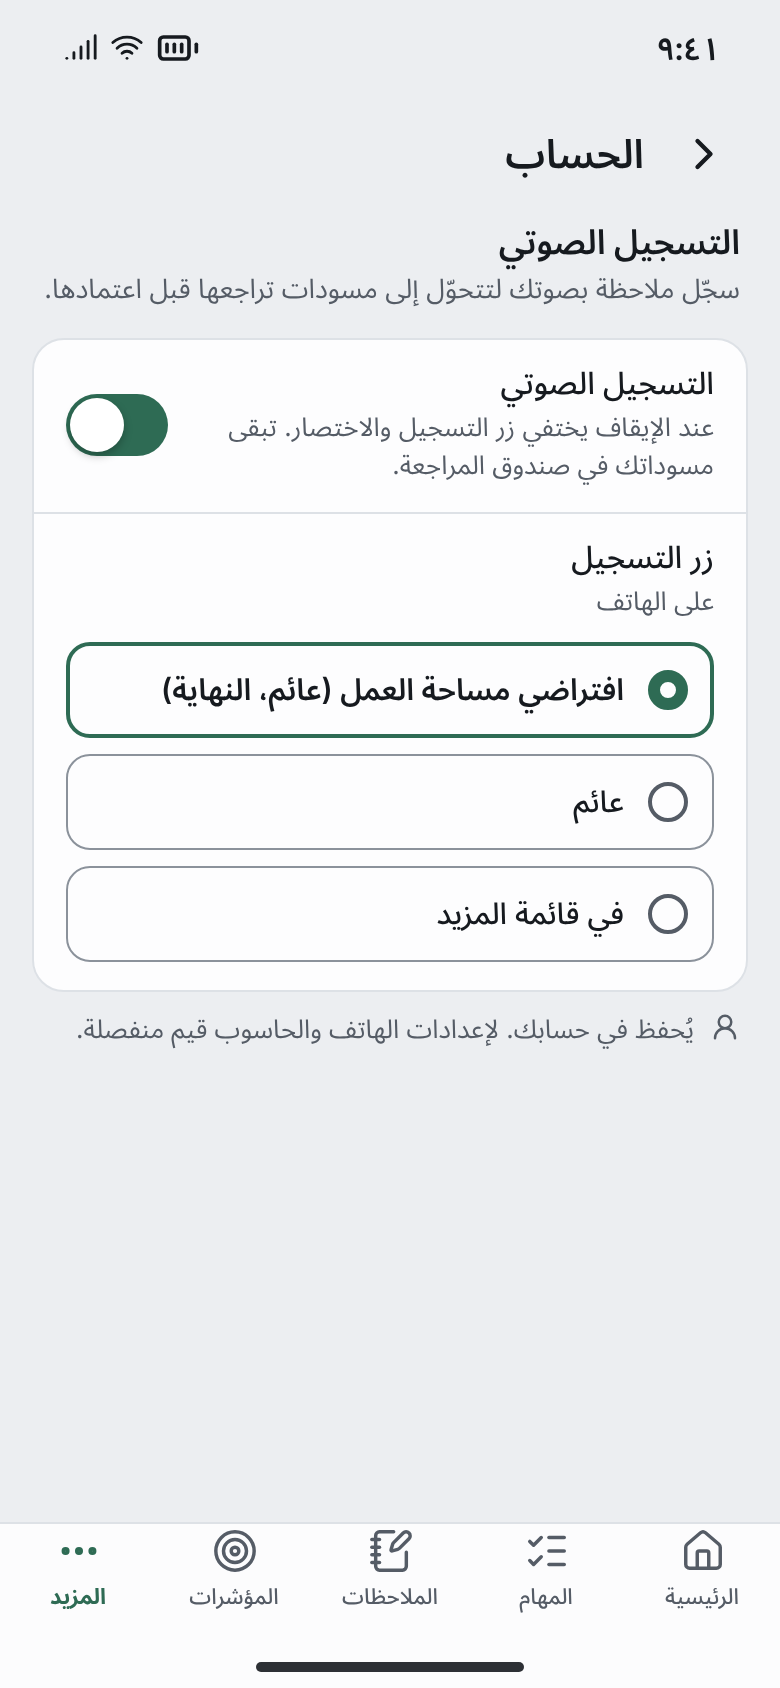 ٩:٤١
الحساب
التسجيل الصوتي
سجّل ملاحظة بصوتك لتتحوّل إلى مسودات تراجعها قبل اعتمادها.
التسجيل الصوتي
عند الإيقاف يختفي زر التسجيل والاختصار. تبقى
مسوداتك في صندوق المراجعة.
زر التسجيل
على الهاتف
افتراضي مساحة العمل (عائم، النهاية)
عائم
في قائمة المزيد
يُحفظ في حسابك. لإعدادات الهاتف والحاسوب قيم منفصلة.
الرئيسية
المهام
الملاحظات
المؤشرات
المزيد